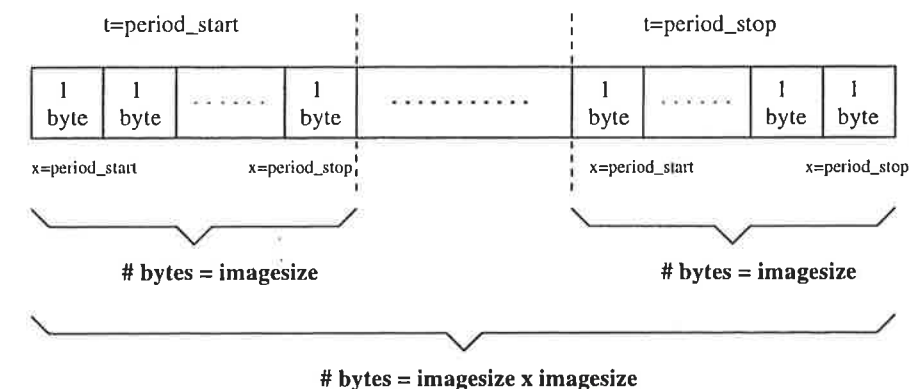 t=period_start t=period_stop
1 1 1 1 1 1
byte byte ...... byte ........... byte ...... byte byte
x=period_start x=period_stop x=period_start x=period_stop
# bytes = imagesize # bytes = imagesize
# bytes = imagesize x imagesize